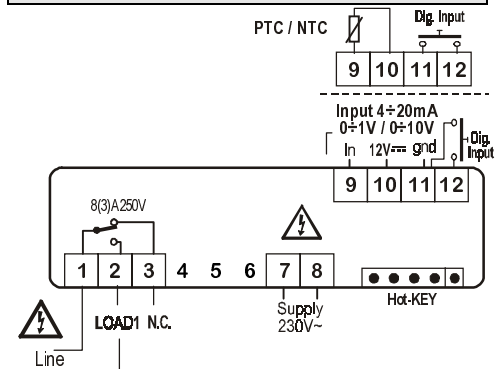 PTC / NTC
Dig. Input
9 10 11 12
Input 4÷20mA
0÷1V / 0÷10V
In 12V gnd
Dig.
Input
9 10 11 12
8(3)A250V
1 2 3 4 5 6 7 8
LOAD1 N.C.
Supply
230V~
Hot-KEY
Line